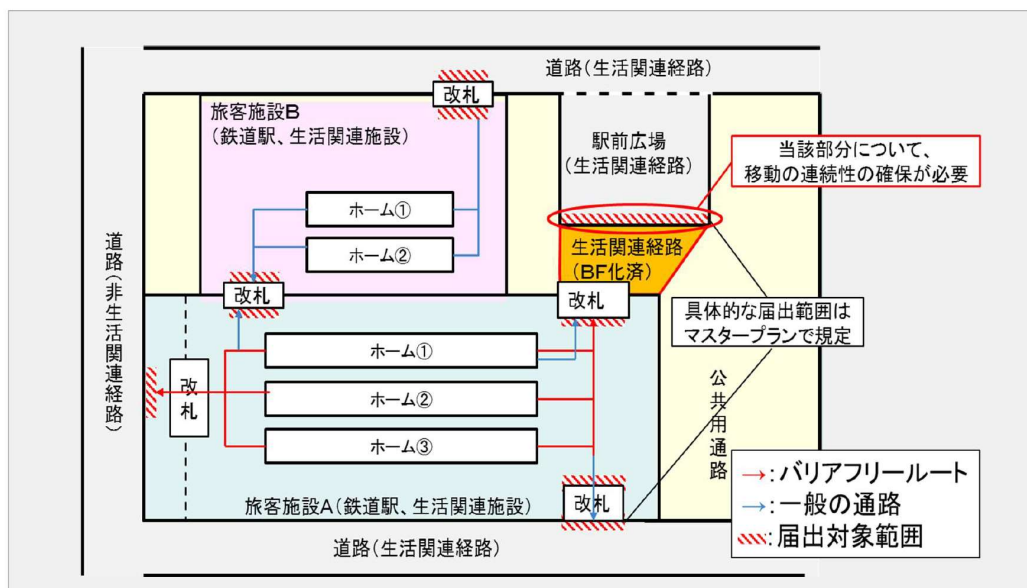 道路(生活関連経路)
改札
旅客施設B
(鉄道駅、生活関連施設)
駅前広場
(生活関連経路)
当該部分について、
移動の連続性の確保が必要
ホーム①
ホーム②
生活関連経路
(BF化済)
道路(非生活関連経路)
改札
改札
具体的な届出範囲は
マスタープランで規定
ホーム①
改札
ホーム②
ホーム③
公共用通路
→:バリアフリールート
→:一般の通路
:届出対象範囲
旅客施設A(鉄道駅、生活関連施設)
改札
道路(生活関連経路)